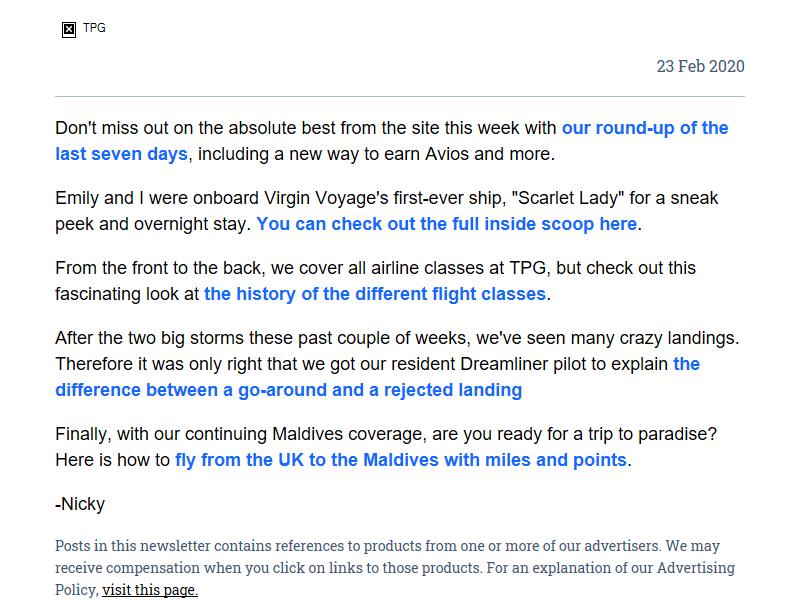 TPG
23 Feb 2020
Don't miss out on the absolute best from the site this week with our round-up of the
last seven days, including a new way to earn Avios and more.
Emily and I were onboard Virgin Voyage's first-ever ship, "Scarlet Lady" for a sneak
peek and overnight stay. You can check out the full inside scoop here.
From the front to the back, we cover all airline classes at TPG, but check out this
fascinating look at the history of the different flight classes.
After the two big storms these past couple of weeks, we've seen many crazy landings.
Therefore it was only right that we got our resident Dreamliner pilot to explain the
difference between a go-around and a rejected landing
Finally, with our continuing Maldives coverage, are you ready for a trip to paradise?
Here is how to fly from the UK to the Maldives with miles and points.
-Nicky
Posts in this newsletter contains references to products from one or more of our advertisers. We may
receive compensation when you click on links to those products. For an explanation of our Advertising
Policy, visit this page.